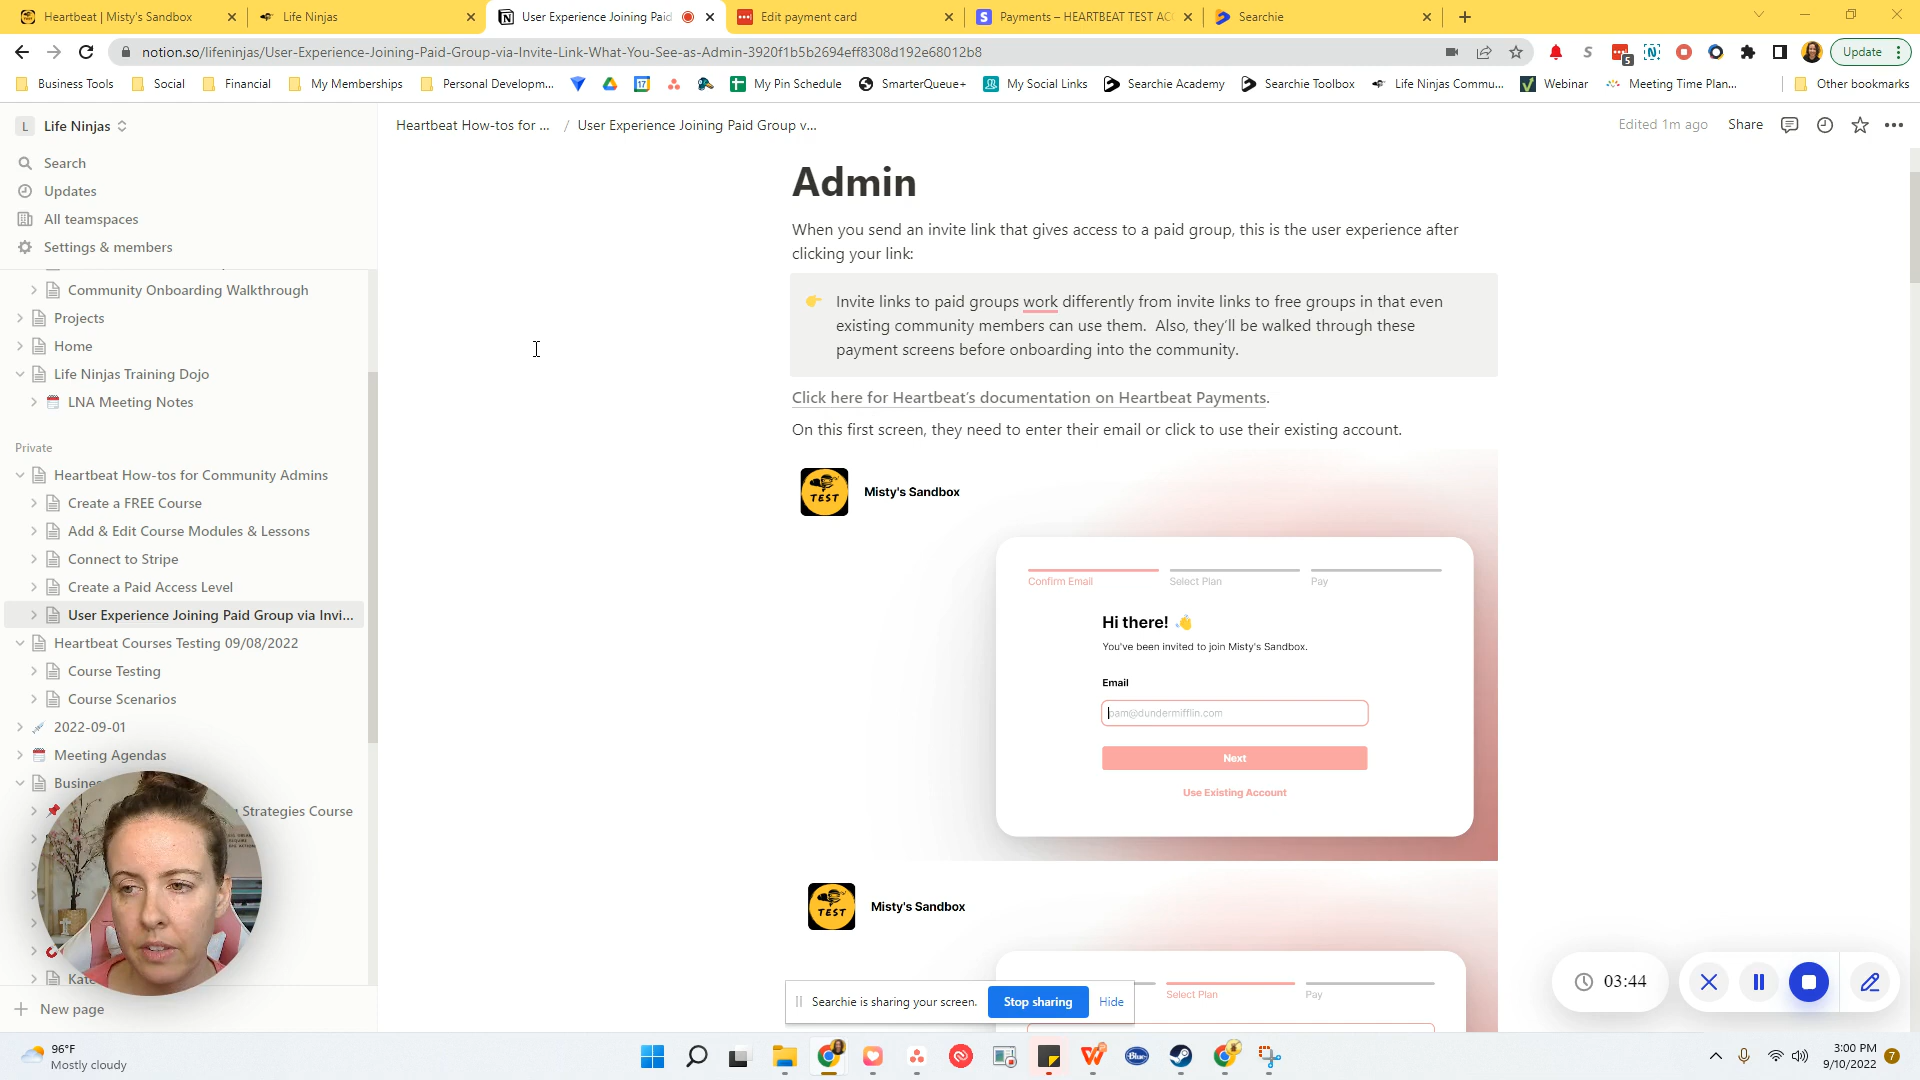 Heartbeat | Misty's Sandbox
Life Ninjas
User Experience Joining Paid
Edit payment card
Payments – HEARTBEAT TEST ACC
Searchie
notion.so/lifeninjas/User-Experience-Joining-Paid-Group-via-Invite-Link-What-You-See-as-Admin-3920f1b5b2694eff8308d192e68012b8
5
Update
Business Tools
Social
Financial
My Memberships
Personal Developm...
17
My Pin Schedule
SmarterQueue+
My Social Links
Searchie Academy
Searchie Toolbox
Life Ninjas Commu...
Webinar
Meeting Time Plan...
Other bookmarks
L Life Ninjas
Search
Updates
All teamspaces
Settings & members
Community Onboarding Walkthrough
Projects
Home
Life Ninjas Training Dojo
LNA Meeting Notes
Private
Heartbeat How-tos for Community Admins
Create a FREE Course
Add & Edit Course Modules & Lessons
Connect to Stripe
Create a Paid Access Level
User Experience Joining Paid Group via Invi...
Heartbeat Courses Testing 09/08/2022
Course Testing
Course Scenarios
2022-09-01
Meeting Agendas
Strategies Course
New page
Heartbeat How-tos for ... / User Experience Joining Paid Group v...
Edited 1m ago
Share
Admin
When you send an invite link that gives access to a paid group, this is the user experience after
clicking your link:
Invite links to paid groups work differently from invite links to free groups in that even
existing community members can use them. Also, they'll be walked through these
payment screens before onboarding into the community.
Click here for Heartbeat's documentation on Heartbeat Payments.
On this first screen, they need to enter their email or click to use their existing account.
TEST
Misty's Sandbox
Confirm Email
Select Plan
Pay
Hi there!
You've been invited to join Misty's Sandbox.
Email
pam@dundermifflin.com
Next
Use Existing Account
TEST
Misty's Sandbox
Select Plan
Pay
Searchie is sharing your screen.
Stop sharing
Hide
03:44
96°F
Mostly cloudy
Blue
3:00 PM
9/10/2022
7